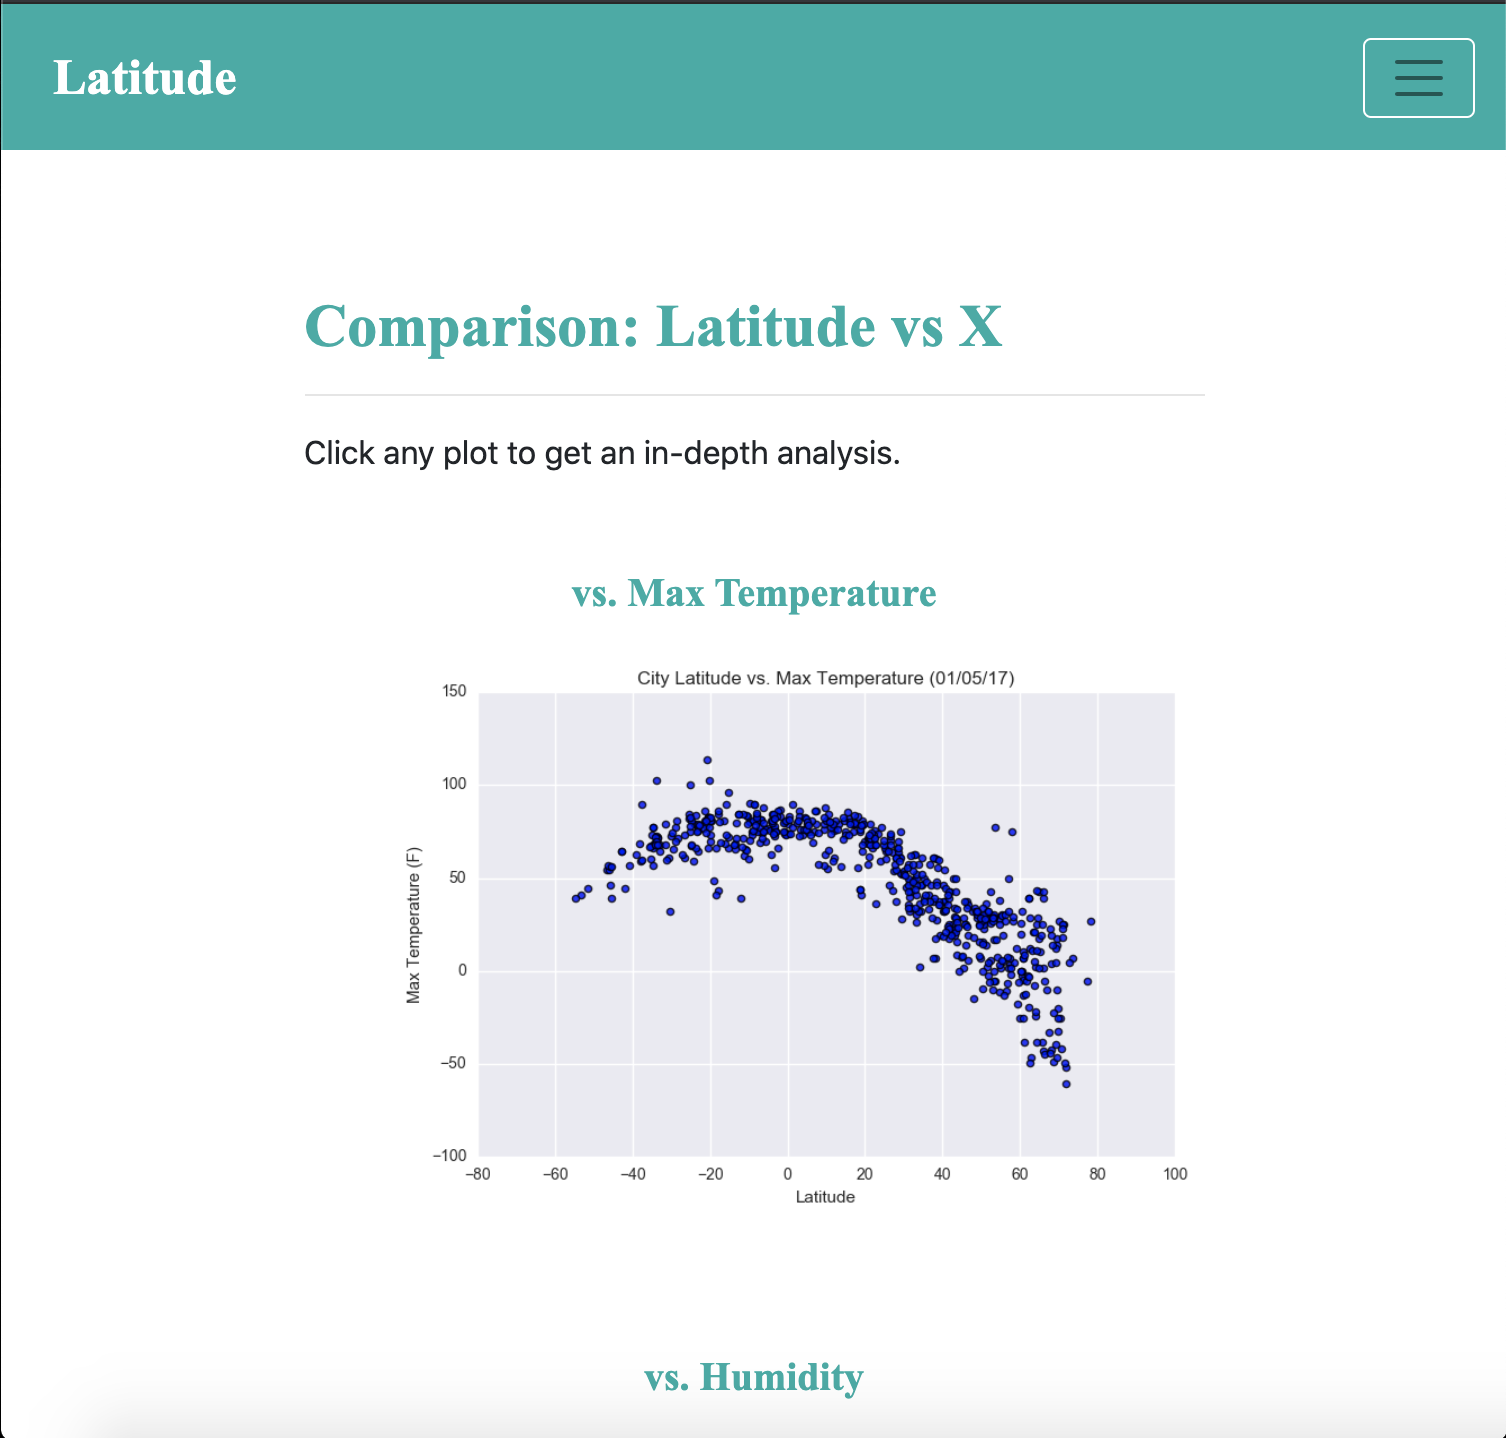 Latitude
Comparison: Latitude vs X
Click any plot to get an in-depth analysis.
vs. Max Temperature
City Latitude vs. Max Temperature (01/05/17)
150
100
50
0
−50
−100
Max Temperature (F)
−80 −60 −40 −20 0 20 40 60 80 100
Latitude
vs. Humidity